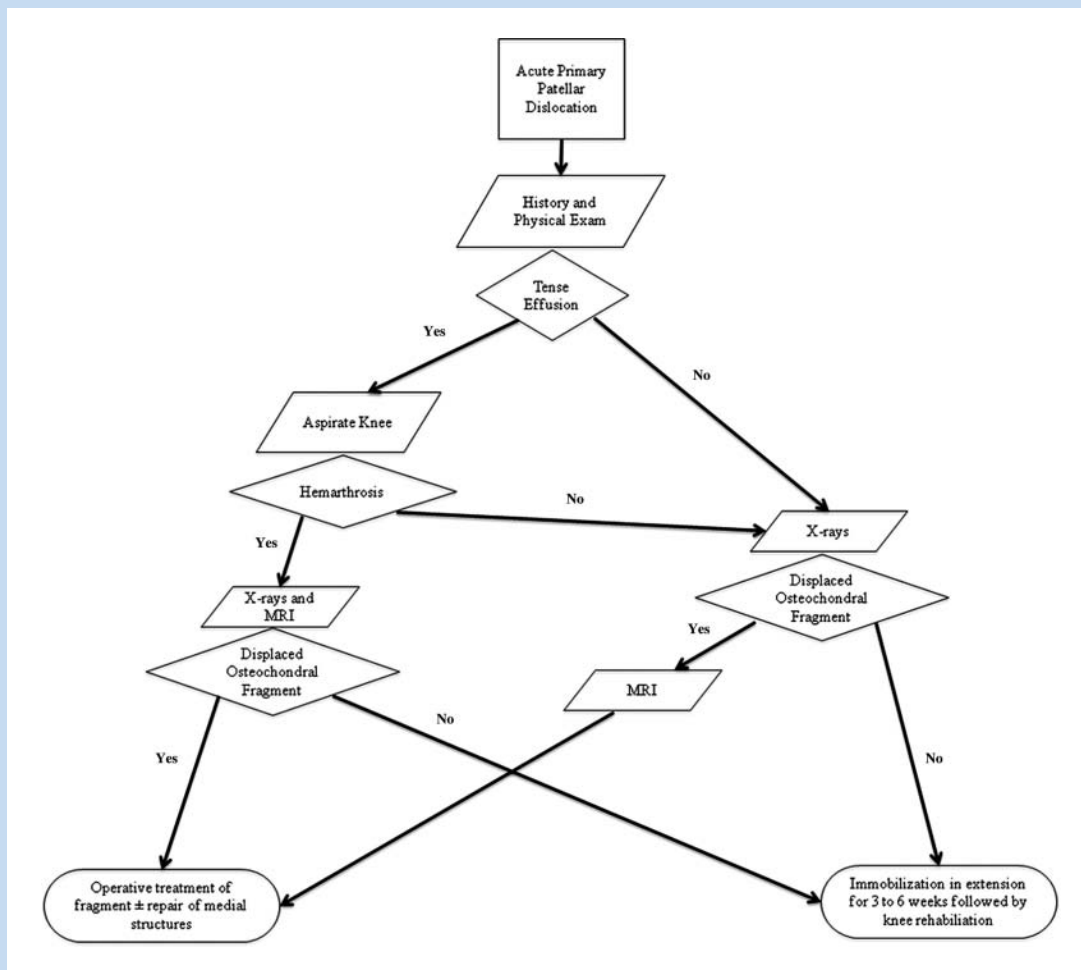 Acute Primary
Patellar
Dislocation
History and
Physical Exam
Tense
Effusion
Yes
No
Aspirate Knee
Hemarthrosis
No
Yes
X-rays
X-rays and
MRI
Displaced
Osteochondral
Fragment
Yes
Displaced
Osteochondral
Fragment
MRI
No
Yes
No
Operative treatment of
fragment ± repair of medial
structures
Immobilization in extension
for 3 to 6 weeks followed by
knee rehabiliation